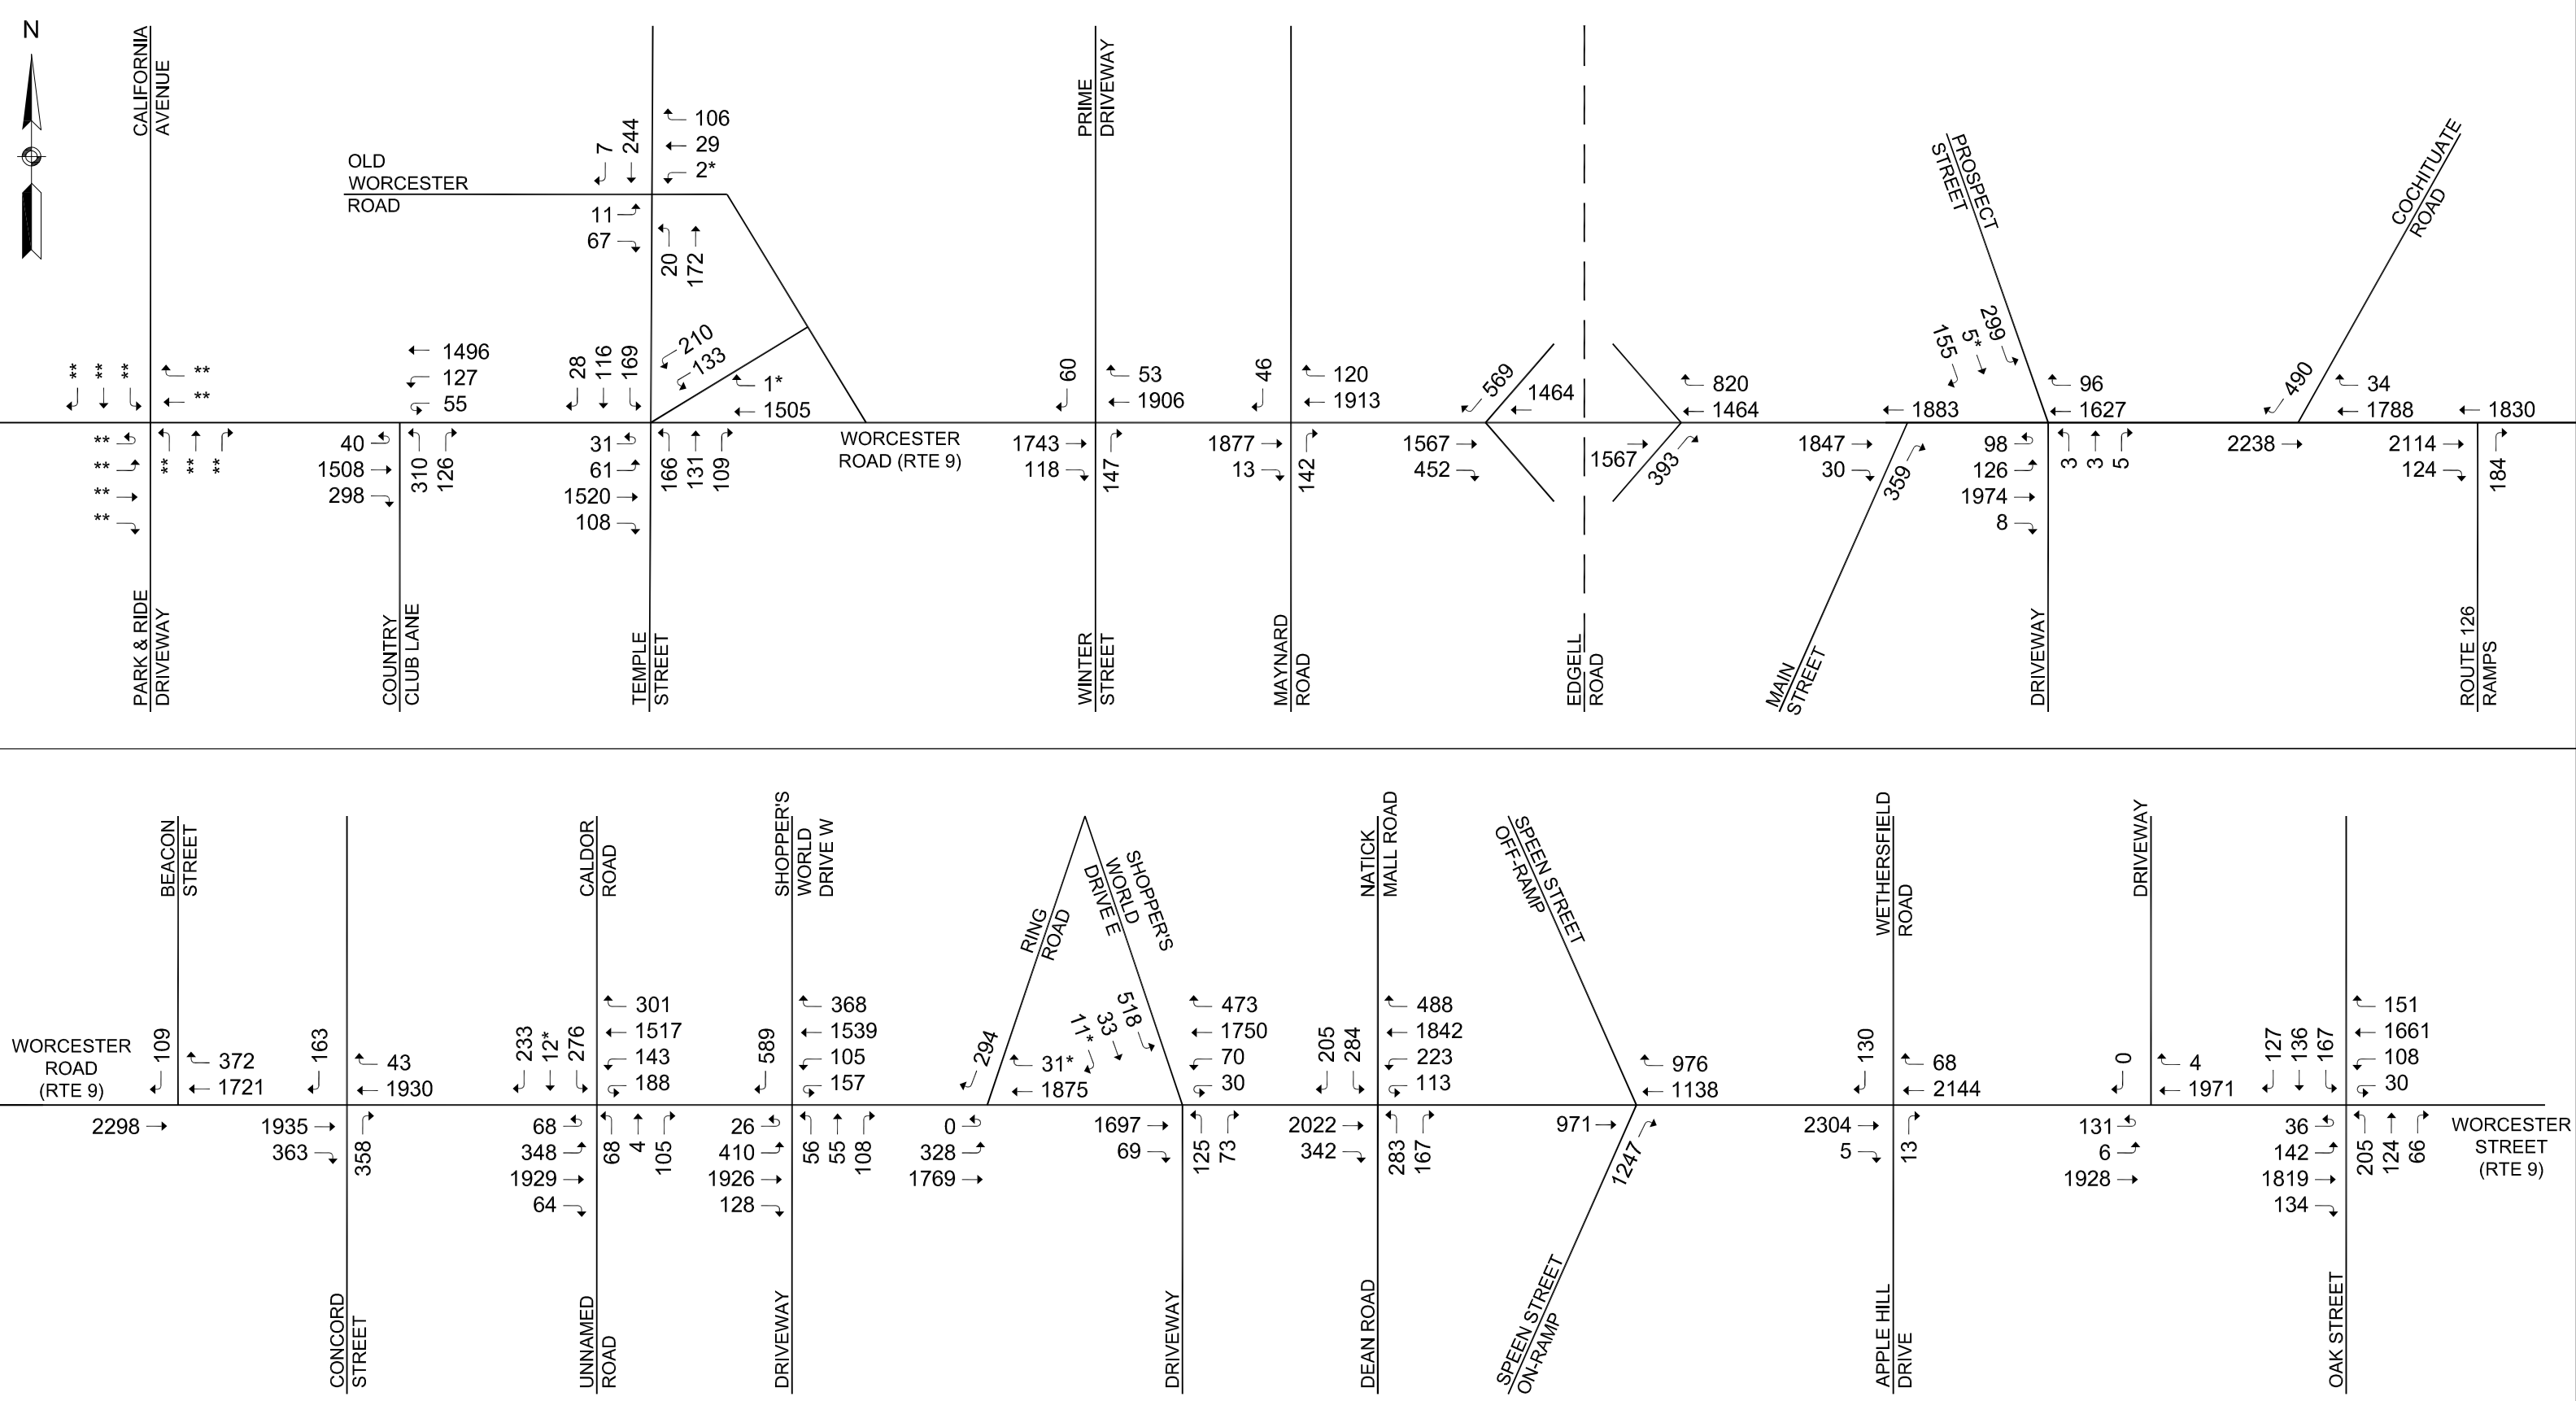 N
CALIFORNIA
AVENUE
**
**
**
**
**
**
**
**
**
**
**
**
PARK & RIDE
DRIVEWAY
1496
127
55
40
1508
298
310
126
COUNTRY
CLUB LANE
OLD
WORCESTER
ROAD
7
244
106
29
2*
11
67
20
172
28
116
169
210
133
1*
1505
31
61
1520
108
166
131
109
TEMPLE
STREET
WORCESTER
ROAD (RTE 9)
PRIME
DRIVEWAY
60
53
1906
1743
118
147
WINTER
STREET
46
120
1913
1877
13
142
MAYNARD
ROAD
569
1464
1567
452
1567
393
820
1464
EDGELL
ROAD
1883
1847
30
359
MAIN
STREET
PROSPECT
STREET
155
5*
299
96
1627
98
126
1974
8
3
3
5
DRIVEWAY
COCHITUATE
ROAD
490
34
1788
2238
1830
2114
124
184
ROUTE 126
RAMPS
BEACON
STREET
WORCESTER
ROAD
(RTE 9)
109
372
1721
2298
163
43
1930
1935
363
358
CONCORD
STREET
CALDOR
ROAD
233
12*
276
301
1517
143
188
68
348
1929
64
68
4
105
UNNAMED
ROAD
SHOPPER'S
WORLD
DRIVE W
589
368
1539
105
157
26
410
1926
128
56
55
108
DRIVEWAY
RING
ROAD
294
31*
1875
0
328
1769
SHOPPER'S
WORLD
DRIVE E
11*
33
518
473
1750
70
30
1697
69
125
73
DRIVEWAY
NATICK
MALL ROAD
205
284
488
1842
223
113
2022
342
283
167
DEAN ROAD
SPEEN STREET
OFF-RAMP
976
1138
971
1247
SPEEN STREET
ON-RAMP
WETHERSFIELD
ROAD
130
68
2144
2304
5
13
APPLE HILL
DRIVE
DRIVEWAY
0
4
1971
131
6
1928
127
136
167
151
1661
108
30
36
142
1819
134
205
124
66
OAK STREET
WORCESTER
STREET
(RTE 9)